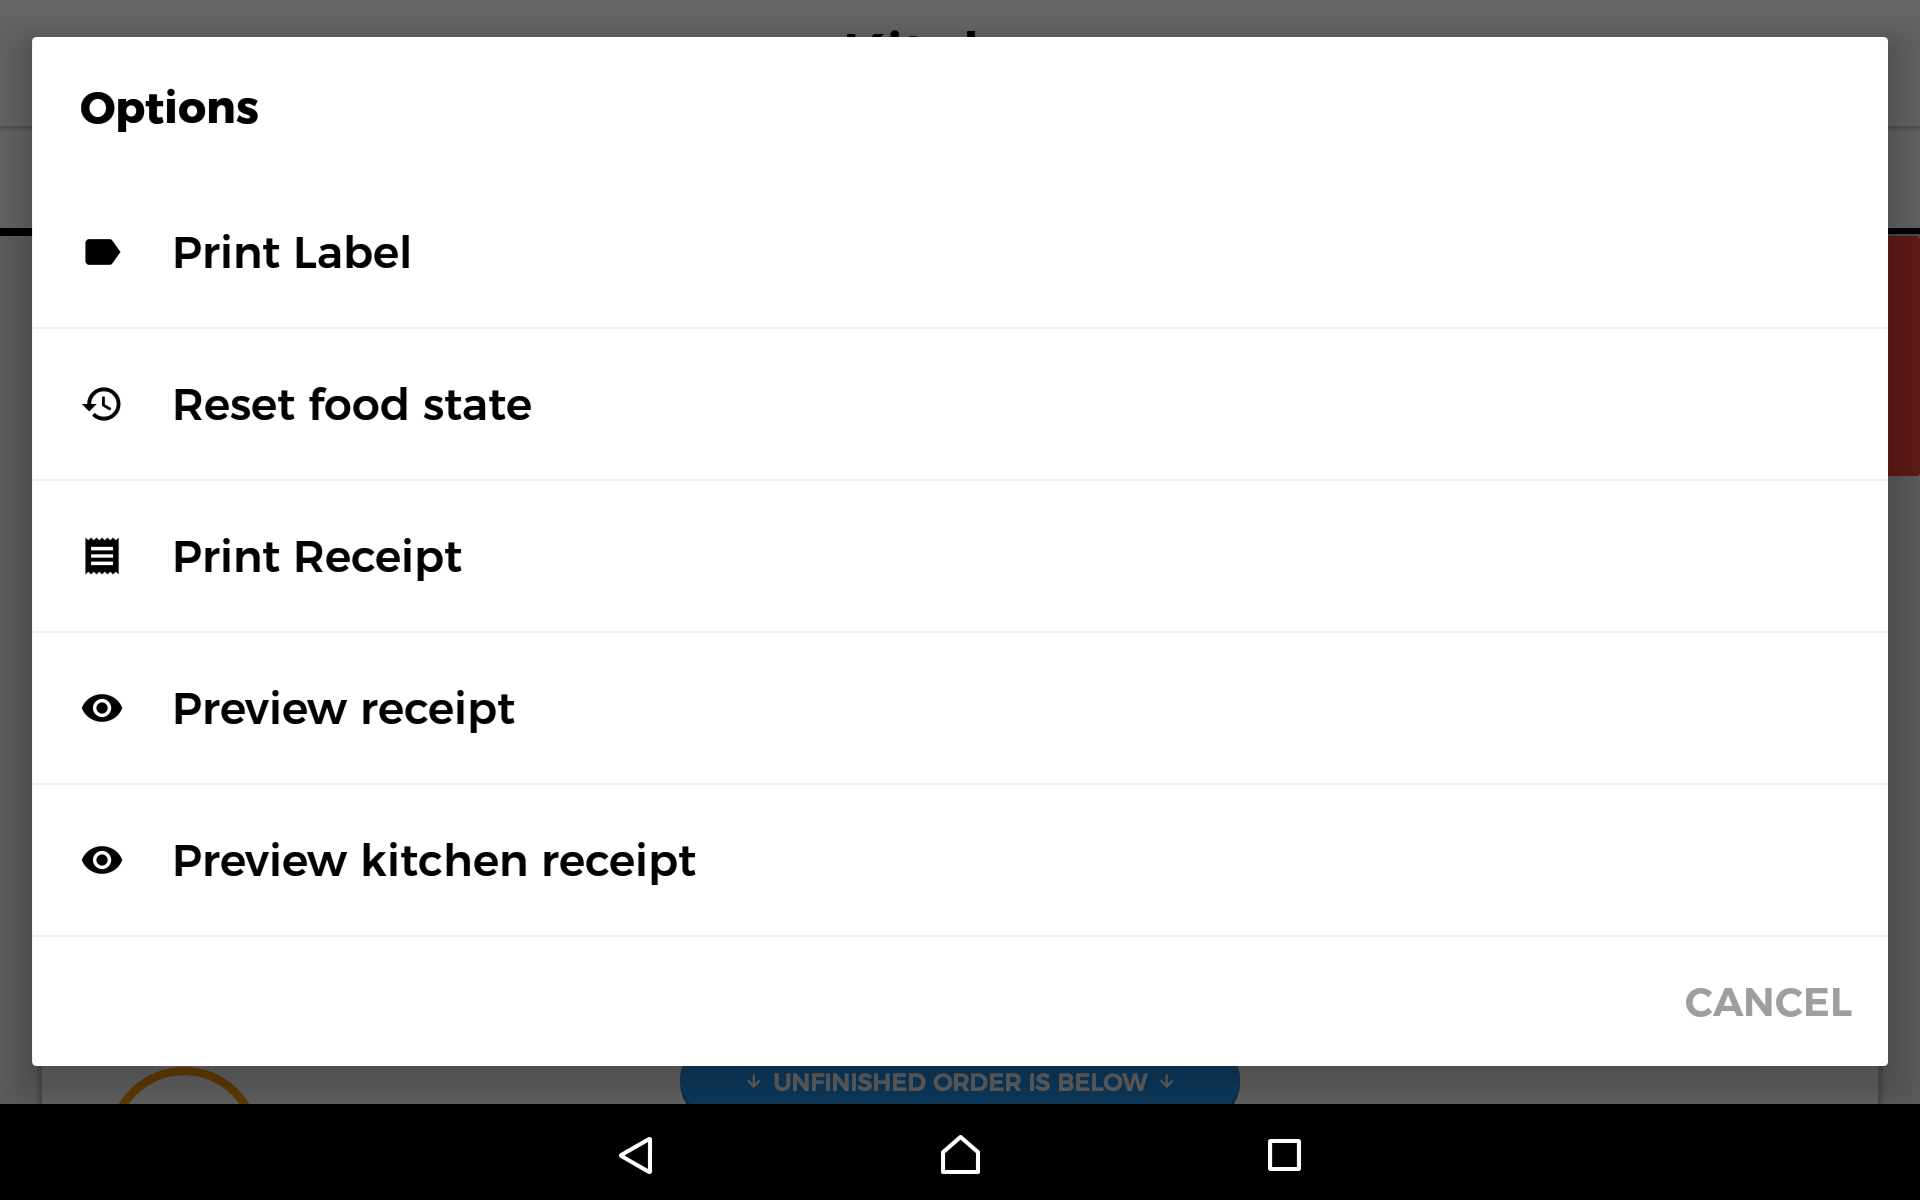 Options
Print Label
Reset food state
Print Receipt
Preview receipt
Preview kitchen receipt
CANCEL
↓ UNFINISHED ORDER IS BELOW ↓